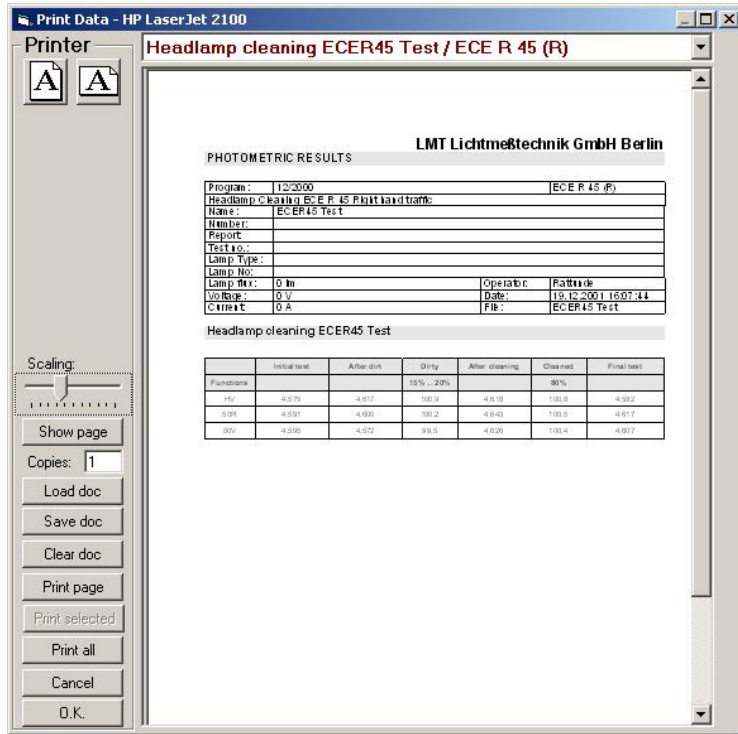 Print Data - HP LaserJet 2100
Printer
Headlamp cleaning ECER45 Test / ECE R 45 (R)
A A
LMT Lichtmeßtechnik GmbH Berlin
PHOTOMETRIC RESULTS
Program: 12/2000 ECE R 45 (R)
Headlamp Cleaning ECE R 45 Right hand traffic
Name: ECER45 Test
Number:
Report:
Test no.:
Lamp Type:
Lamp No:
Lamp flux: 0 lm Operator: Rattunde
Voltage: 0 V Date: 19.12.2001 16:07:44
Current: 0 A File: ECER45 Test
Headlamp cleaning ECER45 Test
Initial test After dirt Dirty After cleaning Cleaned Final test
Functions 15% ... 20% 80%
HV 4,575 4,617 100,9 4,618 100,8 4,582
50R 4,591 4,600 100,2 4,643 100,5 4,617
50V 4,595 4,572 99,5 4,626 100,4 4,607
Scaling:
Show page
Copies: 1
Load doc
Save doc
Clear doc
Print page
Print selected
Print all
Cancel
O.K.